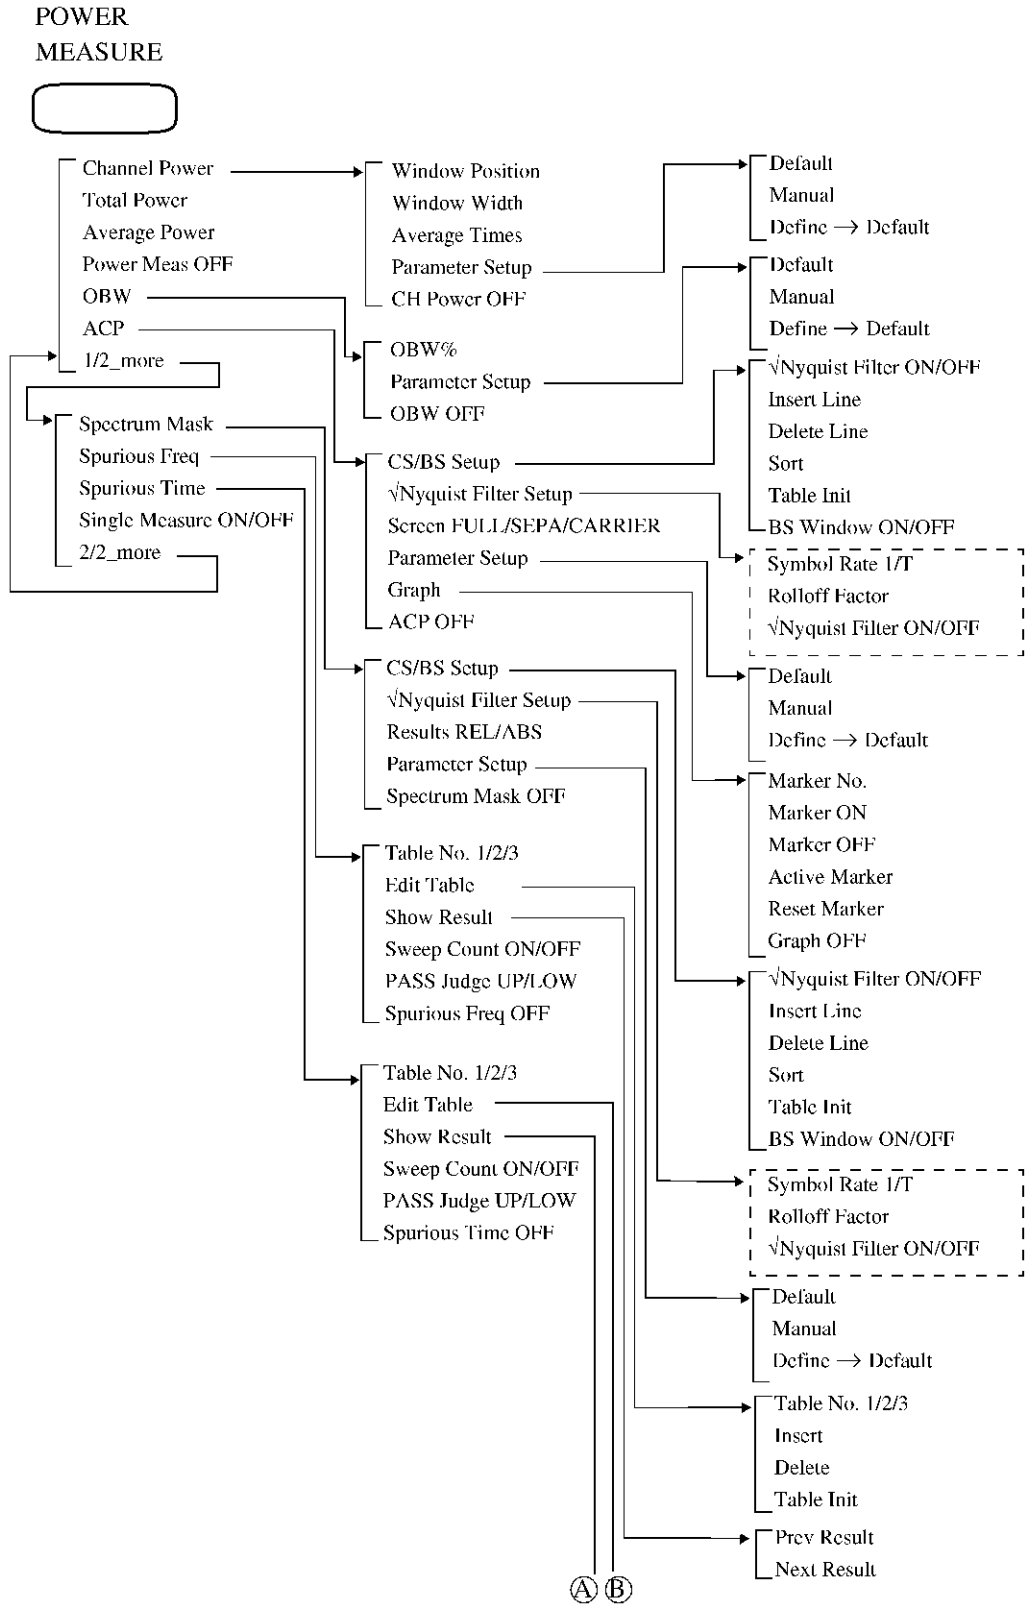 POWER
MEASURE
Channel Power
Total Power
Average Power
Power Meas OFF
OBW
ACP
1/2_more
Spectrum Mask
Spurious Freq
Spurious Time
Single Measure ON/OFF
2/2_more
Window Position
Window Width
Average Times
Parameter Setup
CH Power OFF
OBW%
Parameter Setup
OBW OFF
CS/BS Setup
√Nyquist Filter Setup
Screen FULL/SEPA/CARRIER
Parameter Setup
Graph
ACP OFF
CS/BS Setup
√Nyquist Filter Setup
Results REL/ABS
Parameter Setup
Spectrum Mask OFF
Table No. 1/2/3
Edit Table
Show Result
Sweep Count ON/OFF
PASS Judge UP/LOW
Spurious Freq OFF
Table No. 1/2/3
Edit Table
Show Result
Sweep Count ON/OFF
PASS Judge UP/LOW
Spurious Time OFF
Default
Manual
Define → Default
Default
Manual
Define → Default
√Nyquist Filter ON/OFF
Insert Line
Delete Line
Sort
Table Init
BS Window ON/OFF
Symbol Rate 1/T
Rolloff Factor
√Nyquist Filter ON/OFF
Default
Manual
Define → Default
Marker No.
Marker ON
Marker OFF
Active Marker
Reset Marker
Graph OFF
√Nyquist Filter ON/OFF
Insert Line
Delete Line
Sort
Table Init
BS Window ON/OFF
Symbol Rate 1/T
Rolloff Factor
√Nyquist Filter ON/OFF
Default
Manual
Define → Default
Table No. 1/2/3
Insert
Delete
Table Init
Prev Result
Next Result
A B